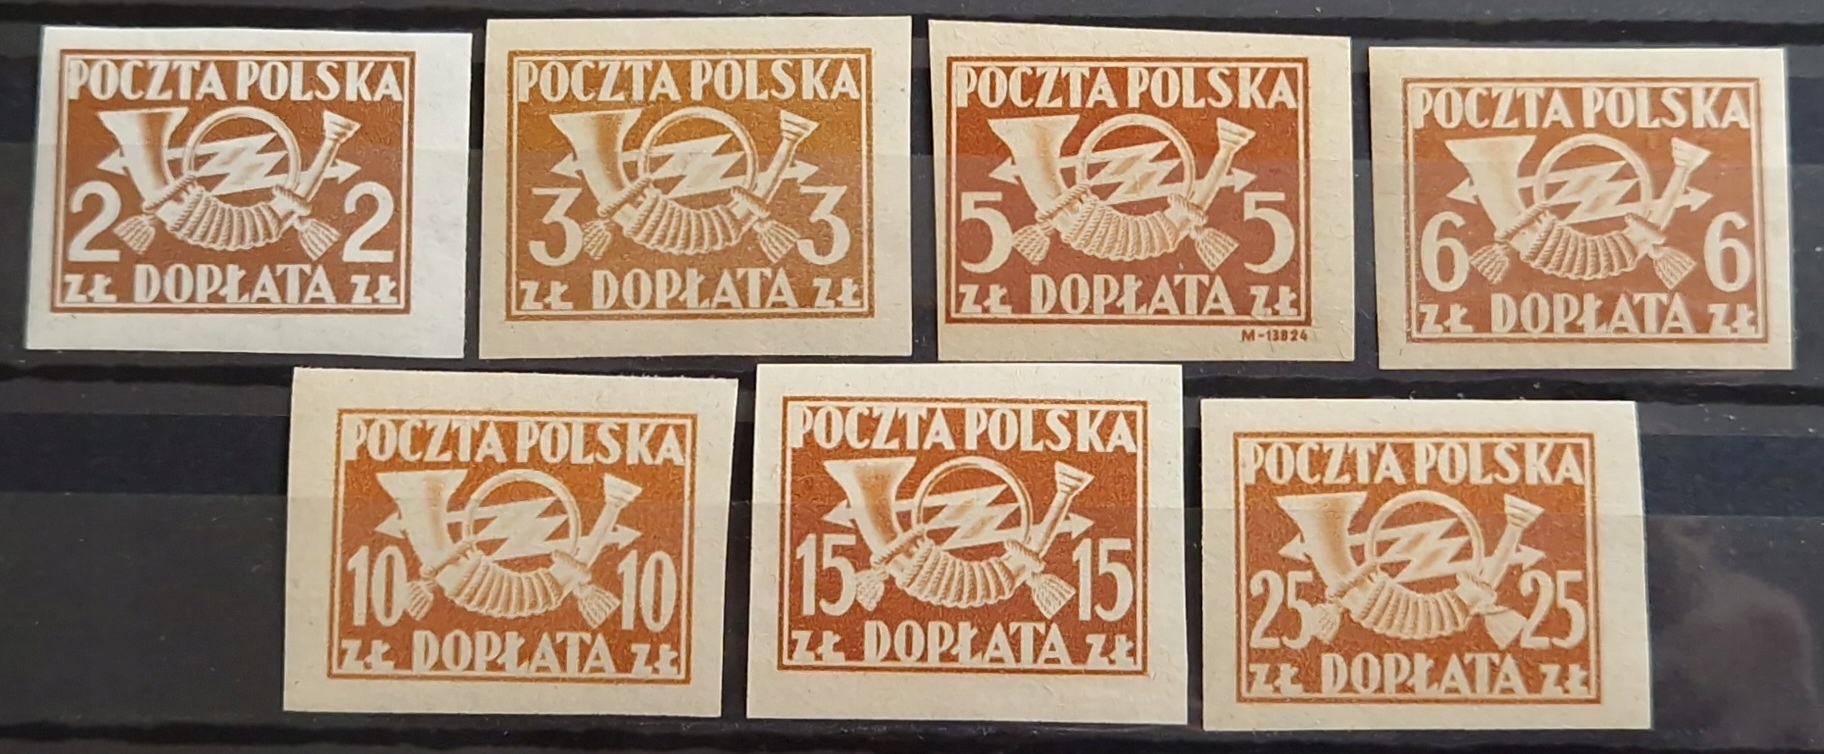 POCZTA POLSKA
2 2
ZŁ DOPŁATA ZŁ
POCZTA POLSKA
3 3
ZŁ DOPŁATA ZŁ
POCZTA POLSKA
5 5
ZŁ DOPŁATA ZŁ
M-13824
POCZTA POLSKA
6 6
ZŁ DOPŁATA ZŁ
POCZTA POLSKA
10 10
ZŁ DOPŁATA ZŁ
POCZTA POLSKA
15 15
ZŁ DOPŁATA ZŁ
POCZTA POLSKA
25 25
ZŁ DOPŁATA ZŁ